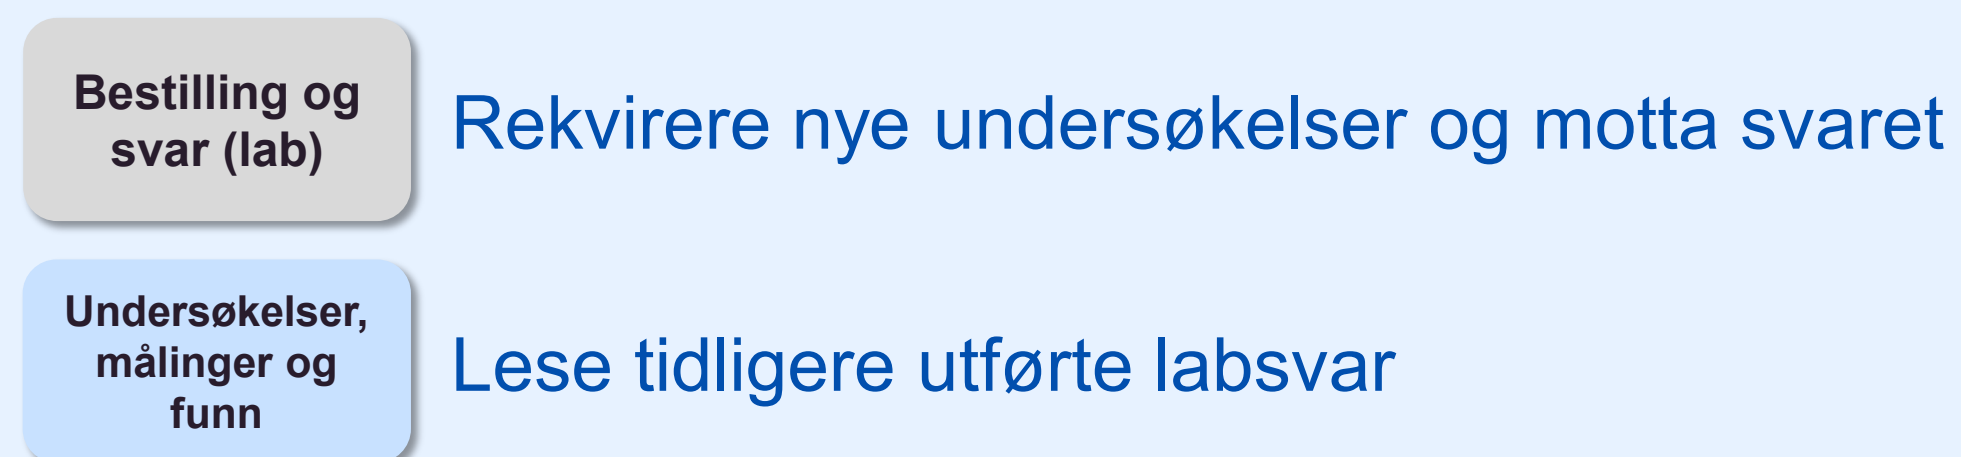 Bestilling og
svar (lab)
Rekvirere nye undersøkelser og motta svaret
Undersøkelser,
målinger og
funn
Lese tidligere utførte labsvar